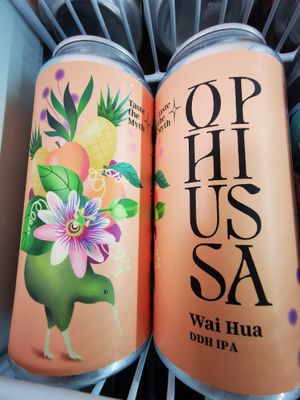 Taste
the
Myth
Taste
the
Myth
OP
HI
US
SA
Wai Hua
DDH IPA